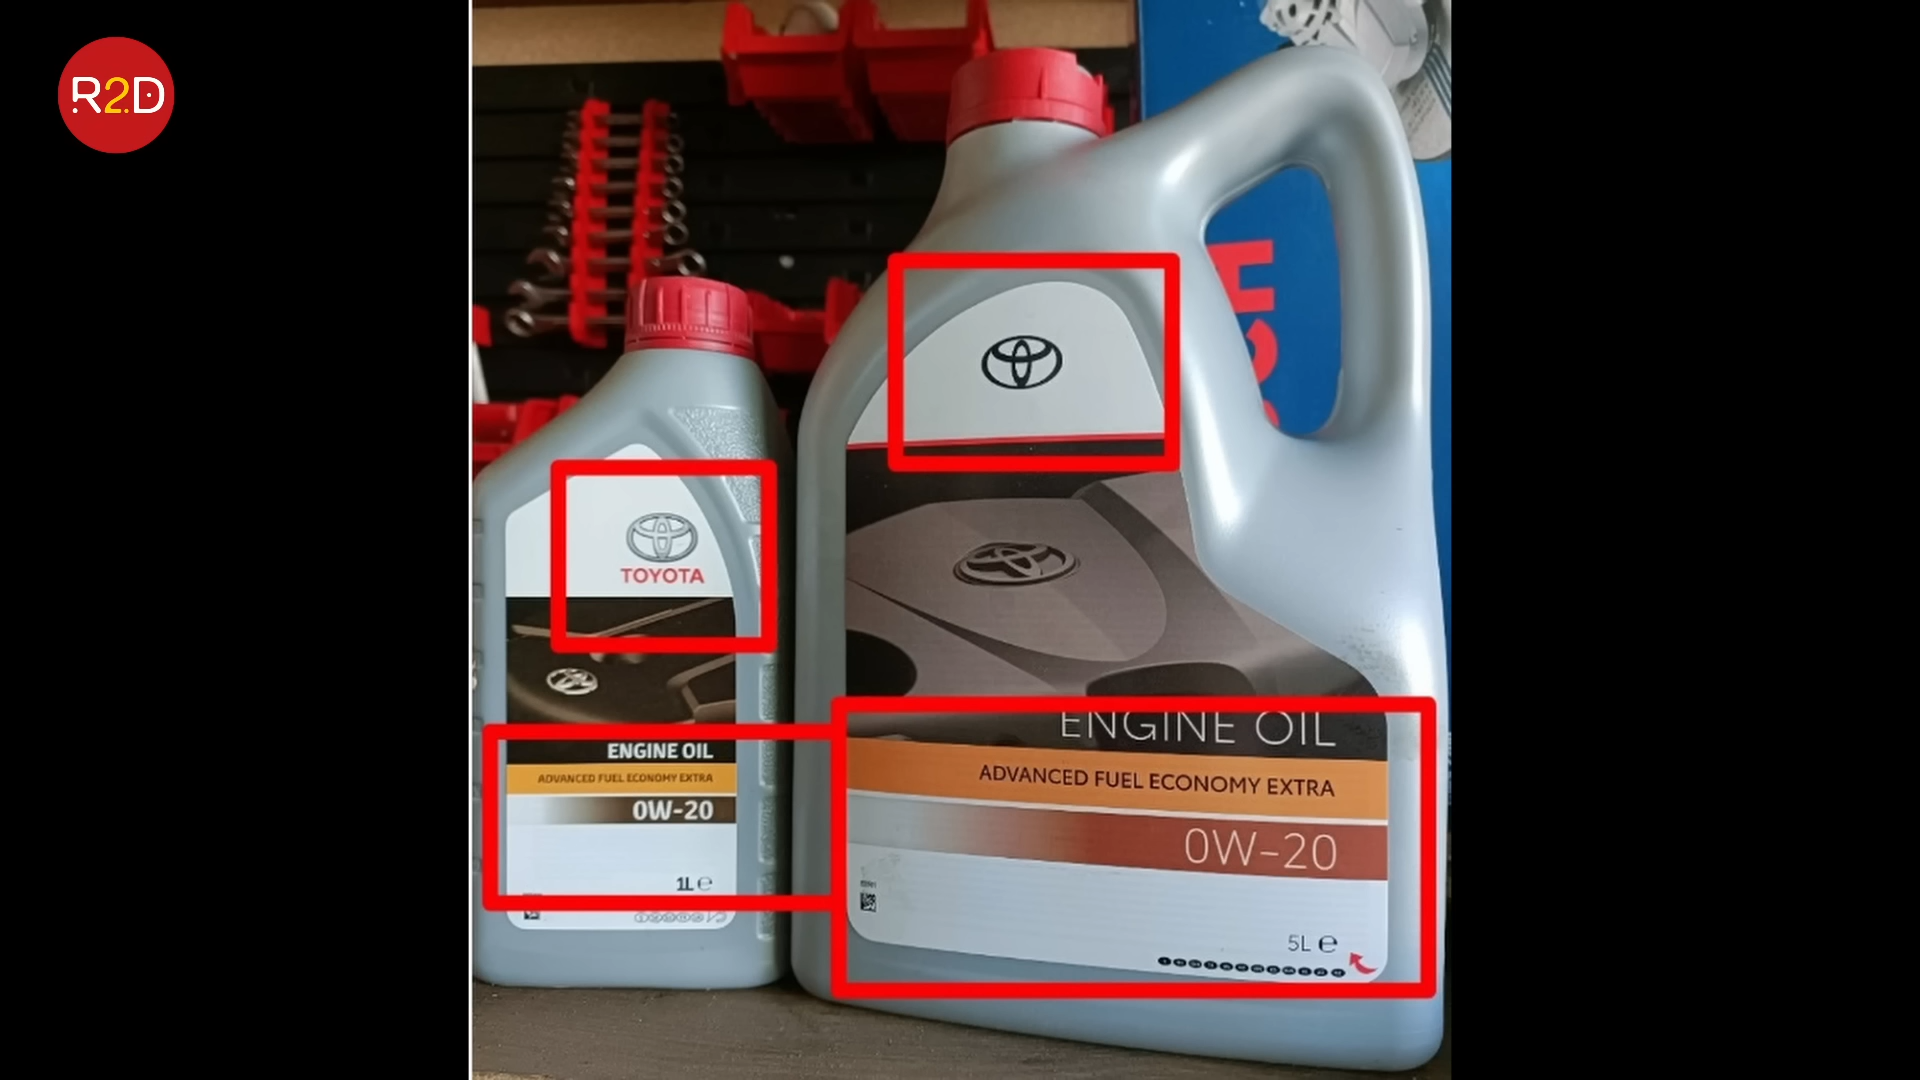 R2D
TOYOTA
ENGINE OIL
ADVANCED FUEL ECONOMY EXTRA
0W-20
1L e
ENGINE OIL
ADVANCED FUEL ECONOMY EXTRA
0W-20
5L e